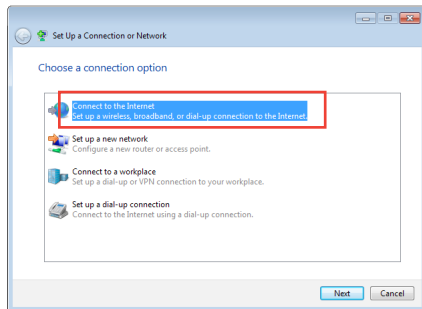 Set Up a Connection or Network
Choose a connection option
Connect to the Internet
Set up a wireless, broadband, or dial-up connection to the Internet.
Set up a new network
Configure a new router or access point.
Connect to a workplace
Set up a dial-up or VPN connection to your workplace.
Set up a dial-up connection
Connect to the Internet using a dial-up connection.
Next Cancel